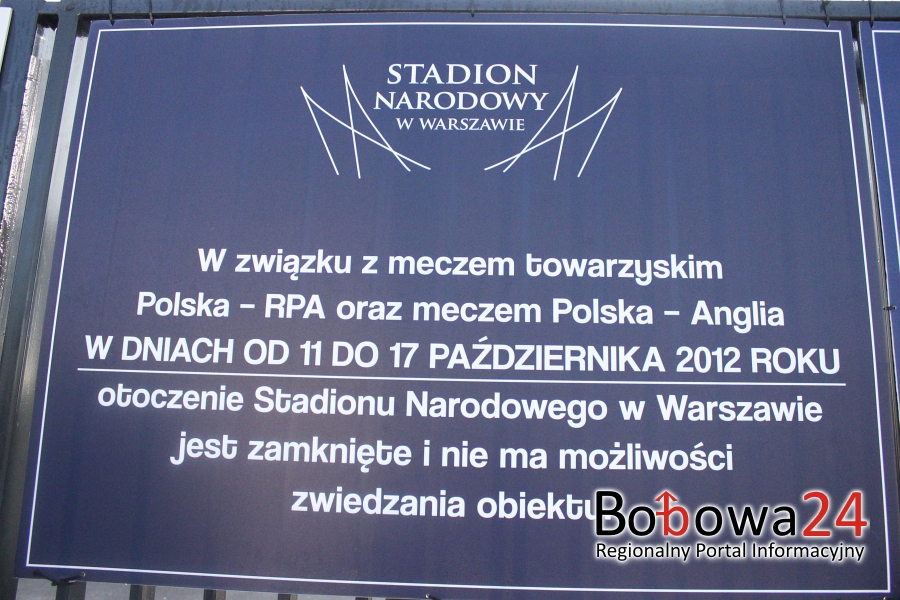 STADION
NARODOWY
W WARSZAWIE
W związku z meczem towarzyskim
Polska – RPA oraz meczem Polska – Anglia
W DNIACH OD 11 DO 17 PAŹDZIERNIKA 2012 ROKU
otoczenie Stadionu Narodowego w Warszawie
jest zamknięte i nie ma możliwości
zwiedzania obiektu
Bobowa24
Regionalny Portal Informacyjny